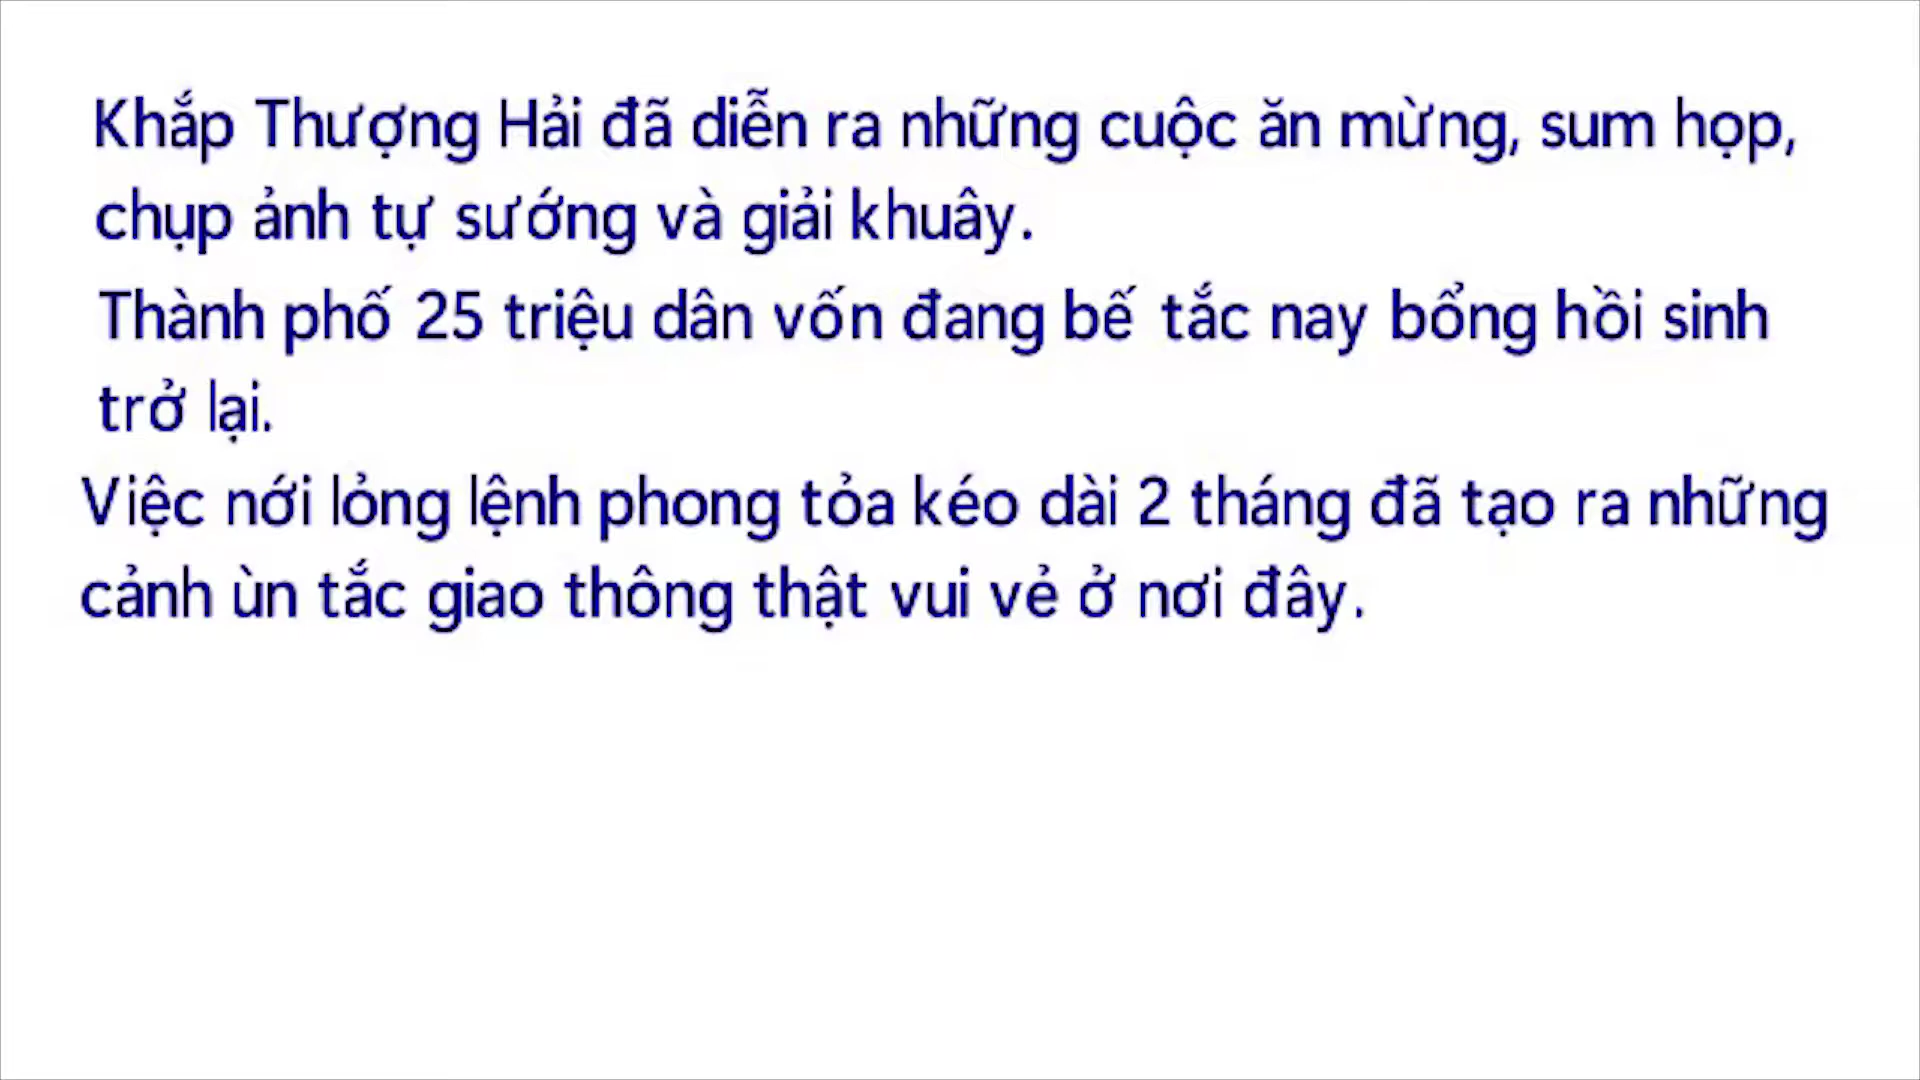 Khắp Thượng Hải đã diễn ra những cuộc ăn mừng, sum họp,
chụp ảnh tự sướng và giải khuây.
Thành phố 25 triệu dân vốn đang bế tắc nay bổng hồi sinh
trở lại.
Việc nới lỏng lệnh phong tỏa kéo dài 2 tháng đã tạo ra những
cảnh ùn tắc giao thông thật vui vẻ ở nơi đây.